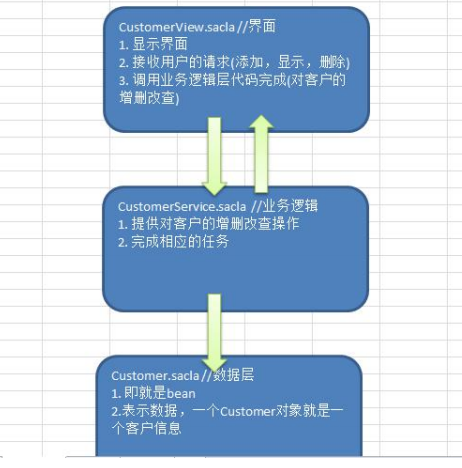 CustomerView.sacla //界面
1. 显示界面
2. 接收用户的请求(添加，显示，删除)
3. 调用业务逻辑层代码完成(对客户的
增删改查)
CustomerService.sacla //业务逻辑
1. 提供对客户的增删改查操作
2. 完成相应的任务
Customer.sacla //数据层
1. 即就是bean
2.表示数据，一个Customer对象就是一
个客户信息